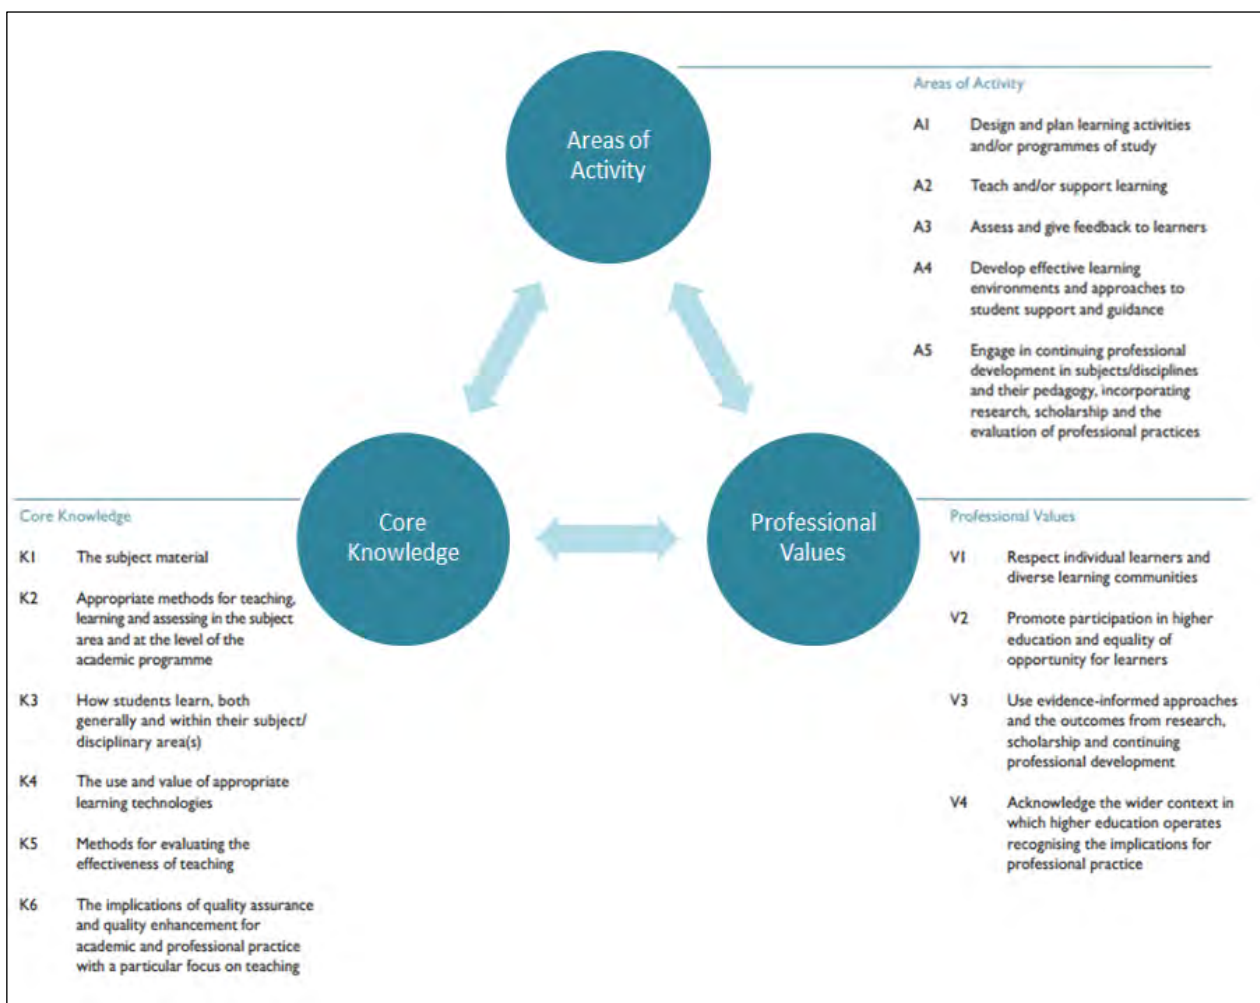 Areas of
Activity
Areas of Activity
A1 Design and plan learning activities
and/or programmes of study
A2 Teach and/or support learning
A3 Assess and give feedback to learners
A4 Develop effective learning
environments and approaches to
student support and guidance
A5 Engage in continuing professional
development in subjects/disciplines
and their pedagogy, incorporating
research, scholarship and the
evaluation of professional practices
Core
Knowledge
Core Knowledge
K1 The subject material
K2 Appropriate methods for teaching,
learning and assessing in the subject
area and at the level of the
academic programme
K3 How students learn, both
generally and within their subject/
disciplinary area(s)
K4 The use and value of appropriate
learning technologies
K5 Methods for evaluating the
effectiveness of teaching
K6 The implications of quality assurance
and quality enhancement for
academic and professional practice
with a particular focus on teaching
Professional
Values
Professional Values
V1 Respect individual learners and
diverse learning communities
V2 Promote participation in higher
education and equality of
opportunity for learners
V3 Use evidence-informed approaches
and the outcomes from research,
scholarship and continuing
professional development
V4 Acknowledge the wider context in
which higher education operates
recognising the implications for
professional practice